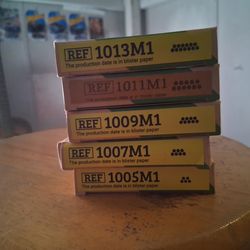 REF 1013M1
The production date is in blister paper
REF 1011M1
The production date is in blister paper
REF 1009M1
The production date is in blister paper
REF 1007M1
The production date is in blister paper
REF 1005M1
The production date is in blister paper